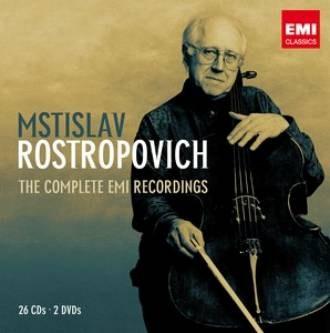 EMI
CLASSICS
MSTISLAV
ROSTROPOVICH
THE COMPLETE EMI RECORDINGS
26 CDs · 2 DVDs